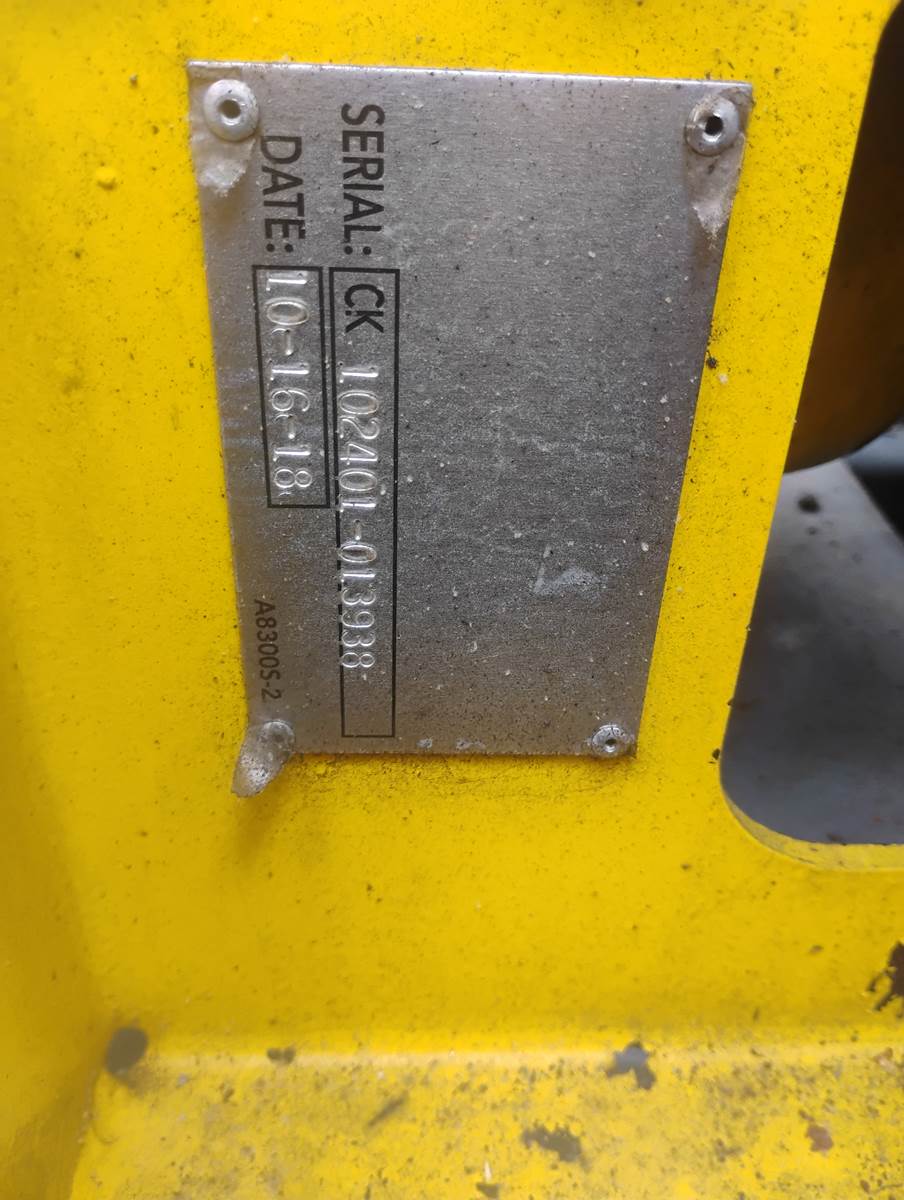 SERIAL: CK 102401-013938
DATE: 10-16-18
A8300S-2